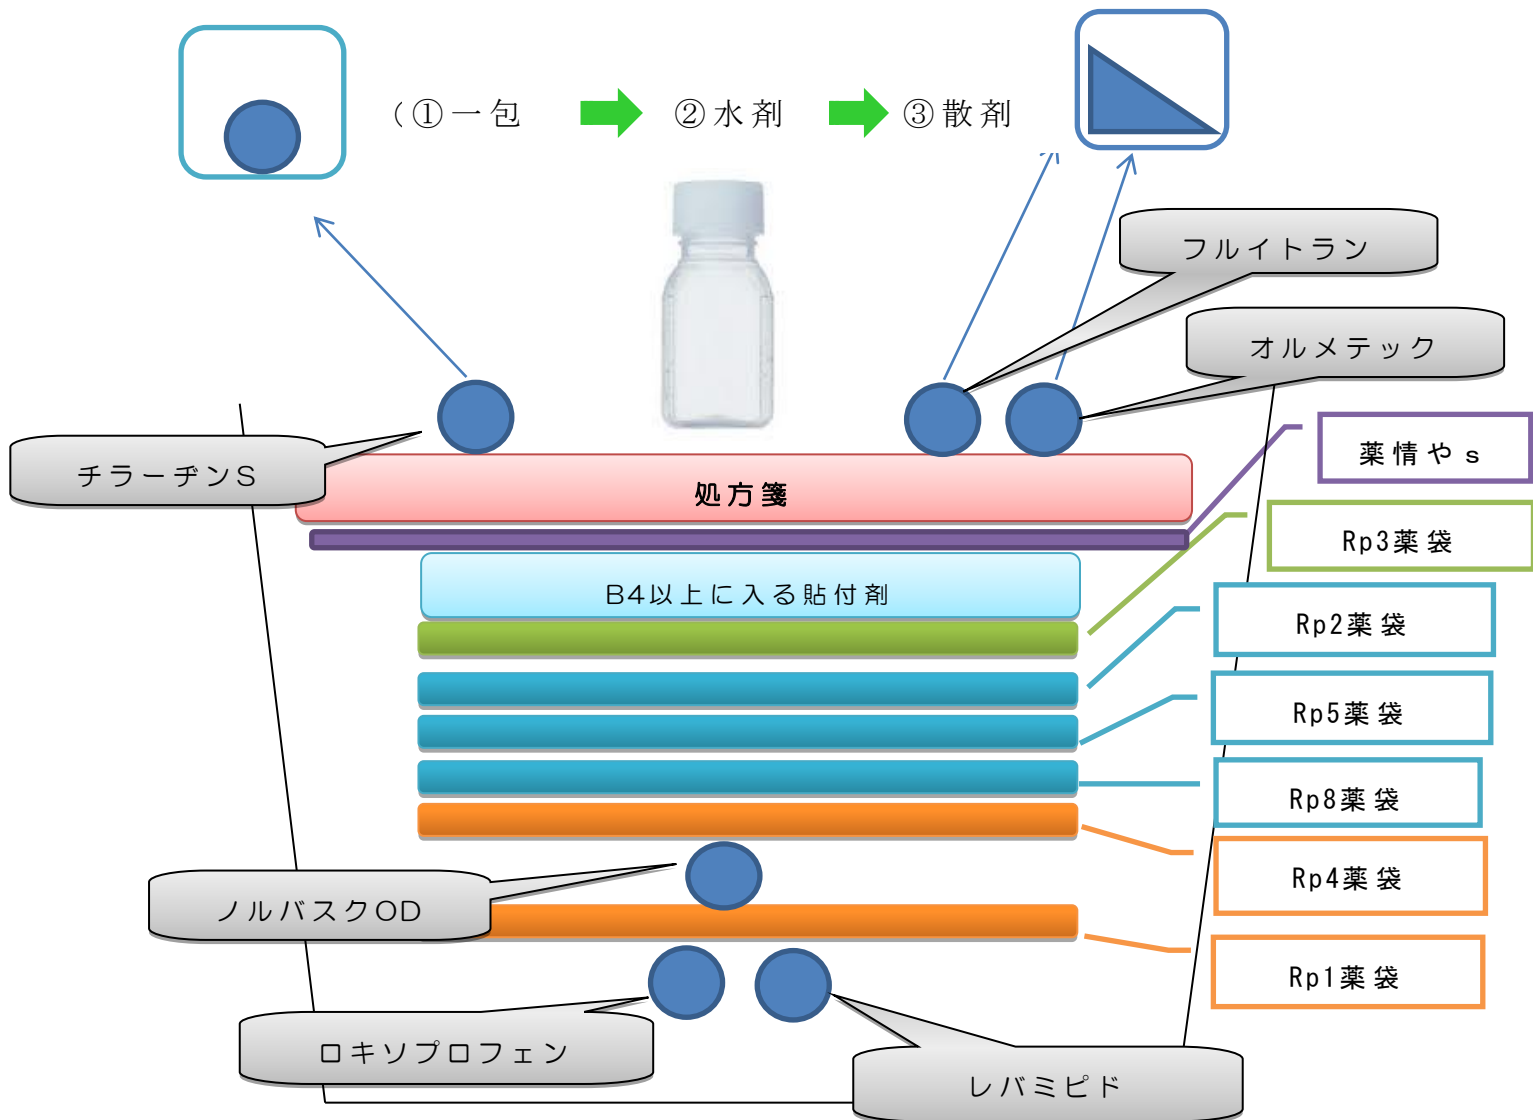 (①一包
②水剤
③散剤
フルイトラン
オルメテック
チラーヂンS
処方箋
薬情やs
Rp3薬袋
B4以上に入る貼付剤
Rp2薬袋
Rp5薬袋
Rp8薬袋
Rp4薬袋
ノルバスクOD
Rp1薬袋
ロキソプロフェン
レバミピド